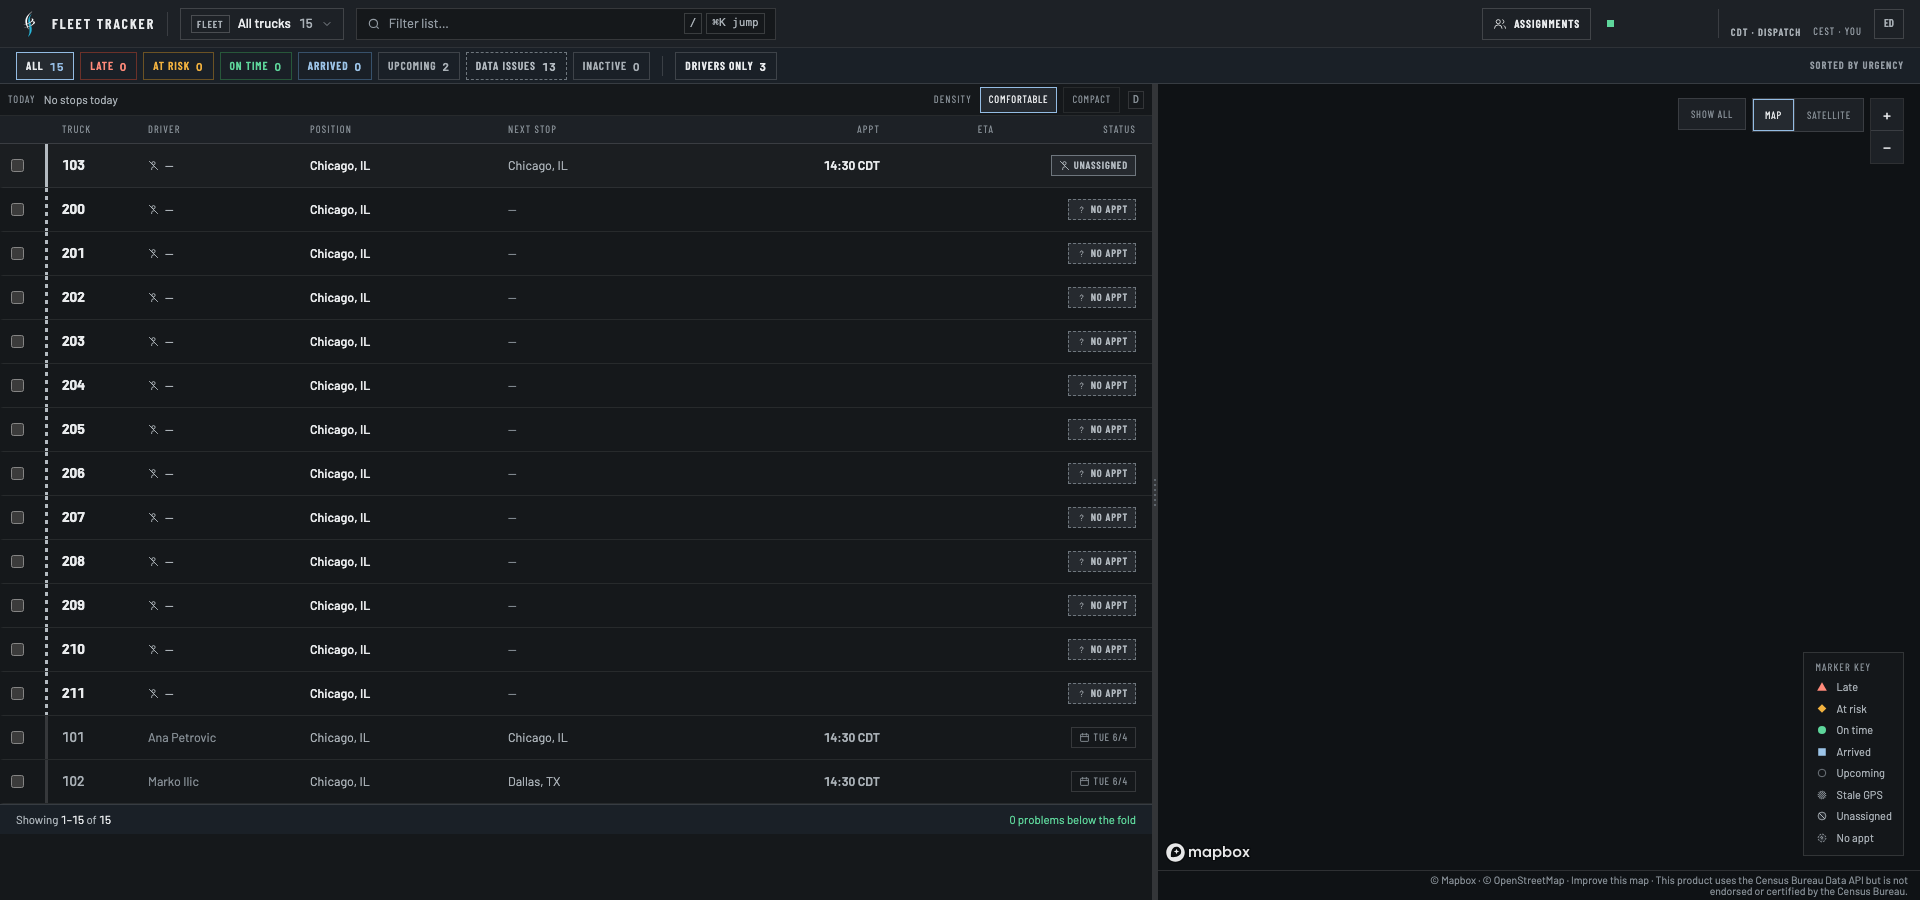 FLEET TRACKER
FLEET All trucks 15
Filter list...
/ ⌘K jump
ASSIGNMENTS
CDT · DISPATCH CEST · YOU
ED
ALL 15
LATE 0
AT RISK 0
ON TIME 0
ARRIVED 0
UPCOMING 2
DATA ISSUES 13
INACTIVE 0
DRIVERS ONLY 3
SORTED BY URGENCY
TODAY No stops today
DENSITY COMFORTABLE COMPACT D
TRUCK DRIVER POSITION NEXT STOP APPT ETA STATUS
103 — Chicago, IL Chicago, IL 14:30 CDT UNASSIGNED
200 — Chicago, IL — ? NO APPT
201 — Chicago, IL — ? NO APPT
202 — Chicago, IL — ? NO APPT
203 — Chicago, IL — ? NO APPT
204 — Chicago, IL — ? NO APPT
205 — Chicago, IL — ? NO APPT
206 — Chicago, IL — ? NO APPT
207 — Chicago, IL — ? NO APPT
208 — Chicago, IL — ? NO APPT
209 — Chicago, IL — ? NO APPT
210 — Chicago, IL — ? NO APPT
211 — Chicago, IL — ? NO APPT
101 Ana Petrovic Chicago, IL Chicago, IL 14:30 CDT TUE 6/4
102 Marko Ilic Chicago, IL Dallas, TX 14:30 CDT TUE 6/4
Showing 1–15 of 15
0 problems below the fold
SHOW ALL
MAP SATELLITE
+
−
MARKER KEY
Late
At risk
On time
Arrived
Upcoming
Stale GPS
Unassigned
No appt
mapbox
© Mapbox · © OpenStreetMap · Improve this map · This product uses the Census Bureau Data API but is not
endorsed or certified by the Census Bureau.